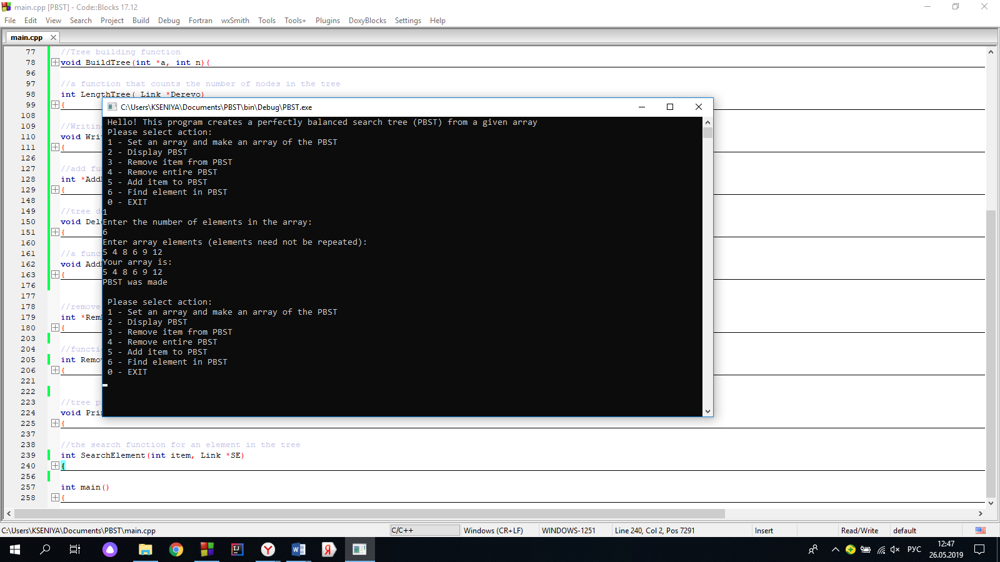 main.cpp [PBST] - Code::Blocks 17.12
File Edit View Search Project Build Debug Fortran wxSmith Tools Tools+ Plugins DoxyBlocks Settings Help
main.cpp
77 //Tree building function
78 void BuildTree(int *a, int n){
96
97 //a function that counts the number of nodes in the tree
98 int LengthTree( Link *Derevo)
99 {
108
109 //Writin
110 void Wri
111 {
126
127 //add fu
128 int *Add
129 {
148
149 //tree d
150 void Del
151 {
160
161 //a func
162 void Add
163 {
176
177
178 //remove
179 int *Rem
180 {
203
204 //functi
205 int Remo
206 {
221
222
223 //tree p
224 void Pri
225 {
237
238 //the search function for an element in the tree
239 int SearchElement(int item, Link *SE)
240 {
256
257 int main()
258 {
C:\Users\KSENIYA\Documents\PBST\bin\Debug\PBST.exe
Hello! This program creates a perfectly balanced search tree (PBST) from a given array
Please select action:
1 - Set an array and make an array of the PBST
2 - Display PBST
3 - Remove item from PBST
4 - Remove entire PBST
5 - Add item to PBST
6 - Find element in PBST
0 - EXIT
1
Enter the number of elements in the array:
6
Enter array elements (elements need not be repeated):
5 4 8 6 9 12
Your array is:
5 4 8 6 9 12
PBST was made
Please select action:
1 - Set an array and make an array of the PBST
2 - Display PBST
3 - Remove item from PBST
4 - Remove entire PBST
5 - Add item to PBST
6 - Find element in PBST
0 - EXIT
C:\Users\KSENIYA\Documents\PBST\main.cpp C/C++ Windows (CR+LF) WINDOWS-1251 Line 240, Col 2, Pos 7291 Insert Read/Write default
РУС
12:47
26.05.2019